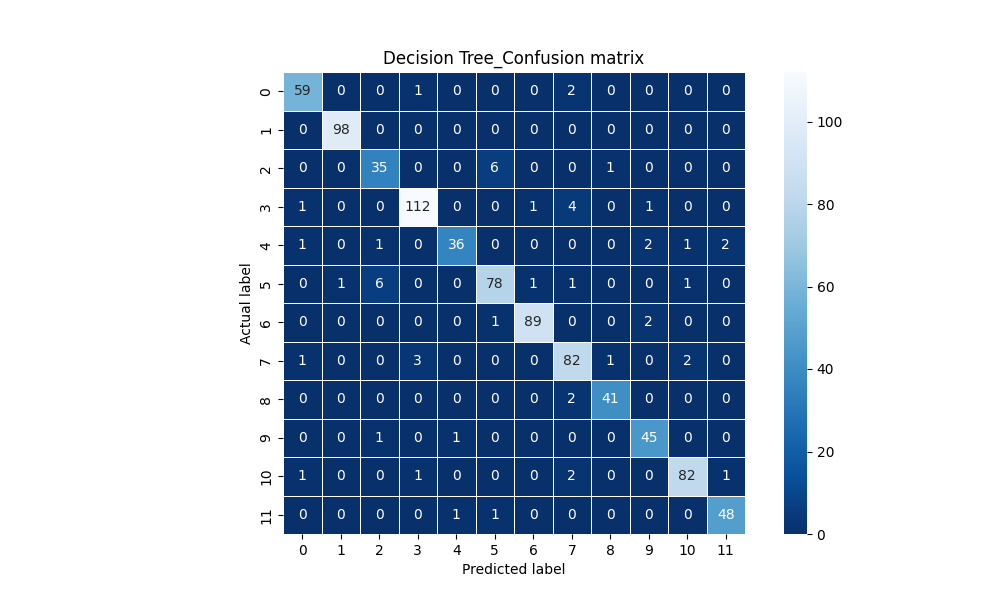 Decision Tree_Confusion matrix
0 59 0 0 1 0 0 0 2 0 0 0 0
1 0 98 0 0 0 0 0 0 0 0 0 0
2 0 0 35 0 0 6 0 0 1 0 0 0
3 1 0 0 112 0 0 1 4 0 1 0 0
4 1 0 1 0 36 0 0 0 0 2 1 2
5 0 1 6 0 0 78 1 1 0 0 1 0
6 0 0 0 0 0 1 89 0 0 2 0 0
7 1 0 0 3 0 0 0 82 1 0 2 0
8 0 0 0 0 0 0 0 2 41 0 0 0
9 0 0 1 0 1 0 0 0 0 45 0 0
10 1 0 0 1 0 0 0 2 0 0 82 1
11 0 0 0 0 1 1 0 0 0 0 0 48
0 1 2 3 4 5 6 7 8 9 10 11
Predicted label
Actual label
100
80
60
40
20
0